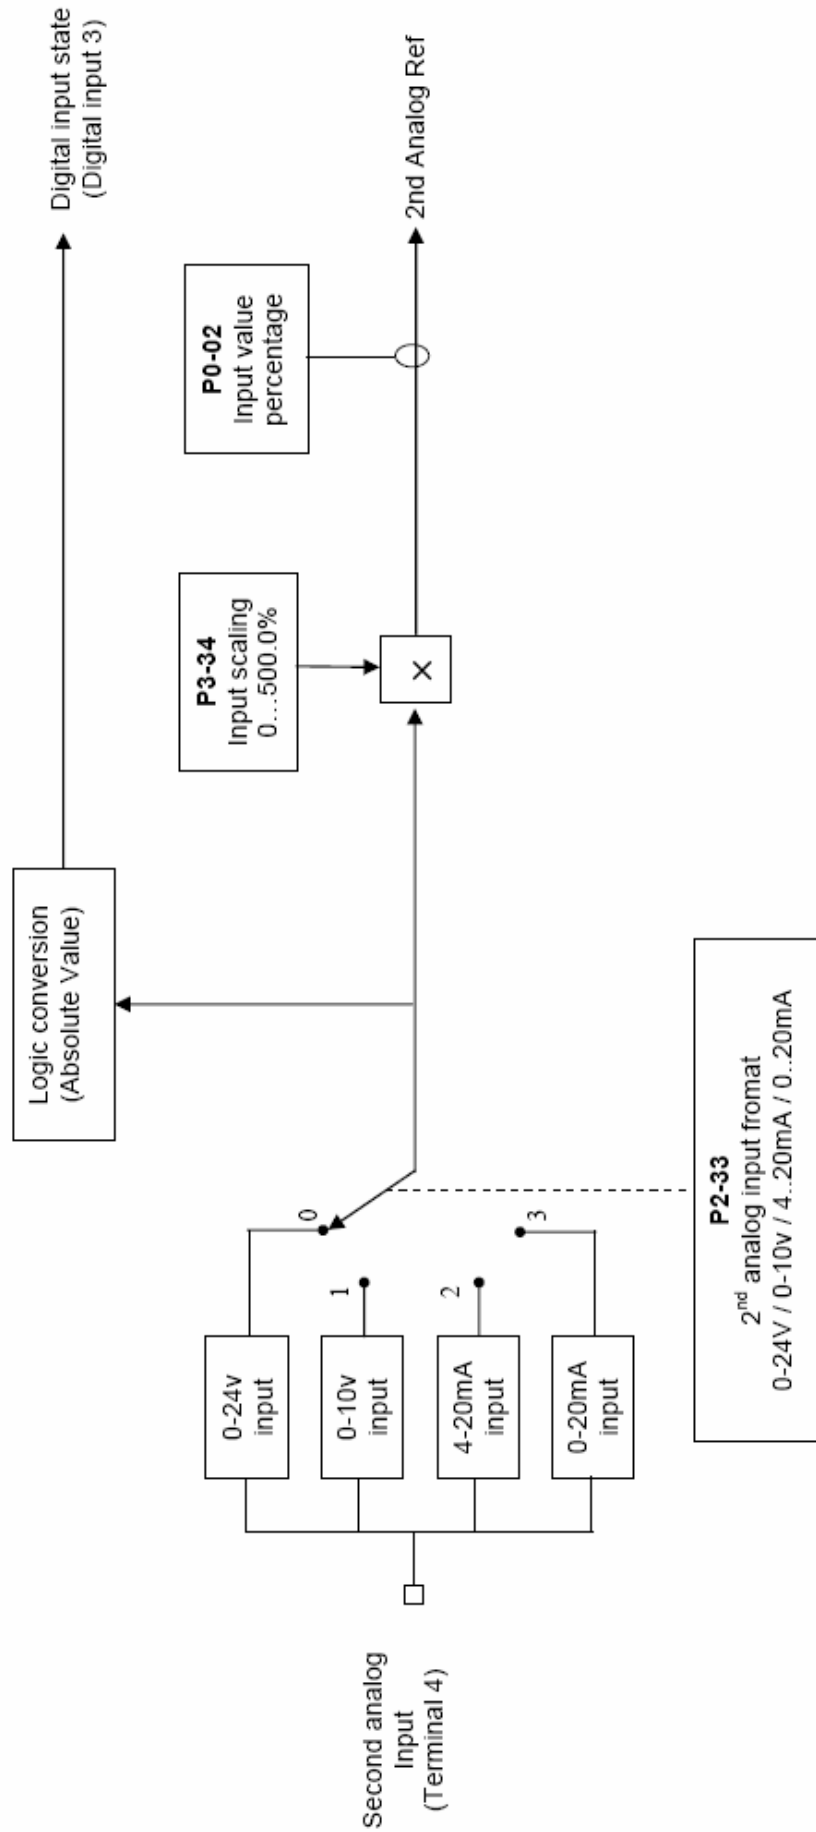 Digital input state
(Digital input 3)
Logic conversion
(Absolute Value)
P3-34
Input scaling
0...500.0%
P0-02
Input value
percentage
2nd Analog Ref
X
0-24v
input
0
0-10v
input
1
4-20mA
input
2
0-20mA
input
3
Second analog
Input
(Terminal 4)
P2-33
2nd analog input fromat
0-24V / 0-10v / 4..20mA / 0..20mA